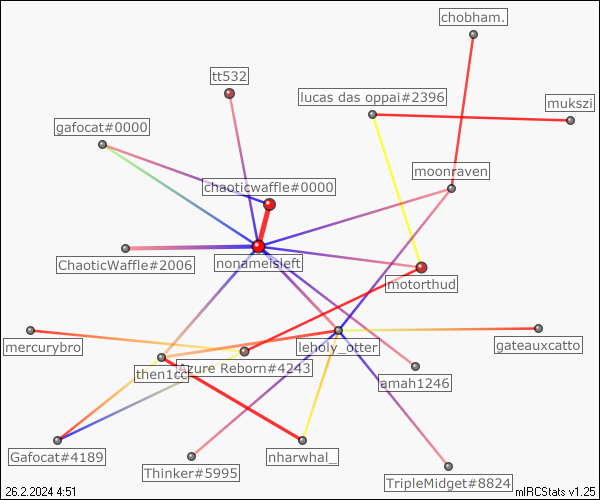 chobham.
tt532
lucas das oppai#2396
mukszi
gafocat#0000
moonraven
chaoticwaffle#0000
nonameisleft
ChaoticWaffle#2006
motorthud
mercurybro
leholy_otter
gateauxcatto
then1cc
Azure Reborn#4243
amah1246
Gafocat#4189
Thinker#5995
nharwhal_
TripleMidget#8824
26.2.2024 4:51
mIRCStats v1.25